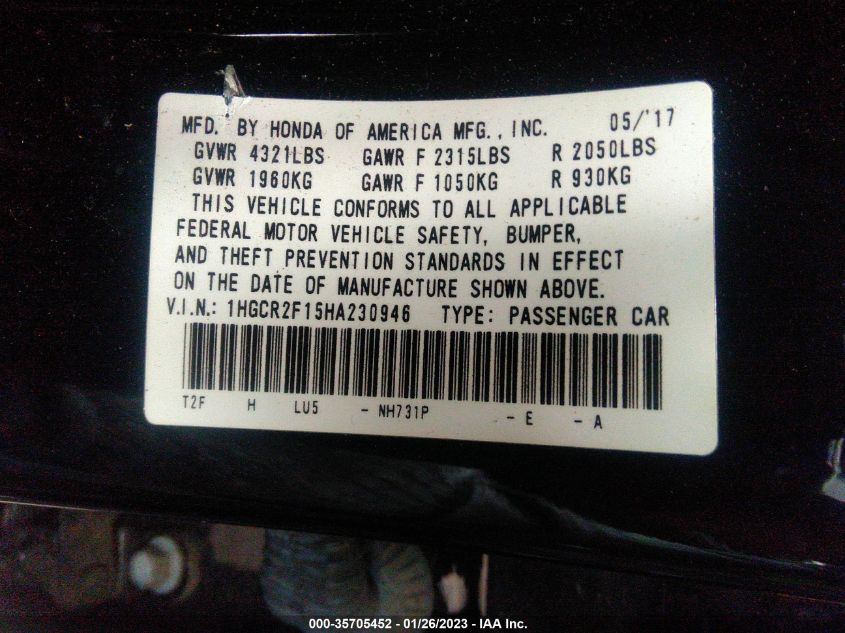 MFD. BY HONDA OF AMERICA MFG., INC. 05/'17
GVWR 4321LBS GAWR F 2315LBS R 2050LBS
GVWR 1960KG GAWR F 1050KG R 930KG
THIS VEHICLE CONFORMS TO ALL APPLICABLE
FEDERAL MOTOR VEHICLE SAFETY, BUMPER,
AND THEFT PREVENTION STANDARDS IN EFFECT
ON THE DATE OF MANUFACTURE SHOWN ABOVE.
V.I.N.: 1HGCR2F15HA230946 TYPE: PASSENGER CAR
T2F H LU5 - NH731P - E - A
000-35705452 - 01/26/2023 - IAA Inc.